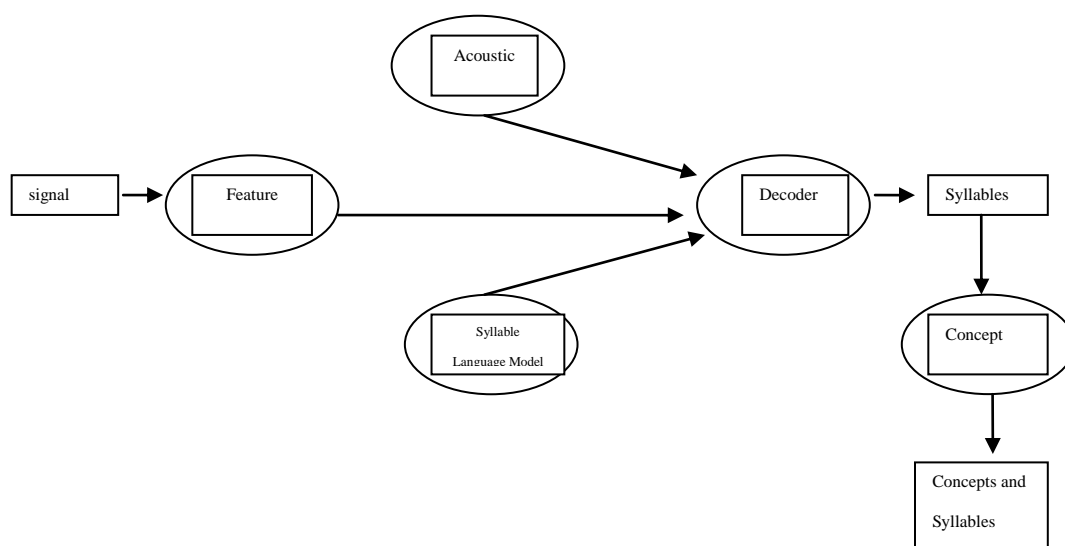 Acoustic
signal
Feature
Decoder
Syllables
Syllable
Language Model
Concept
Concepts and
Syllables